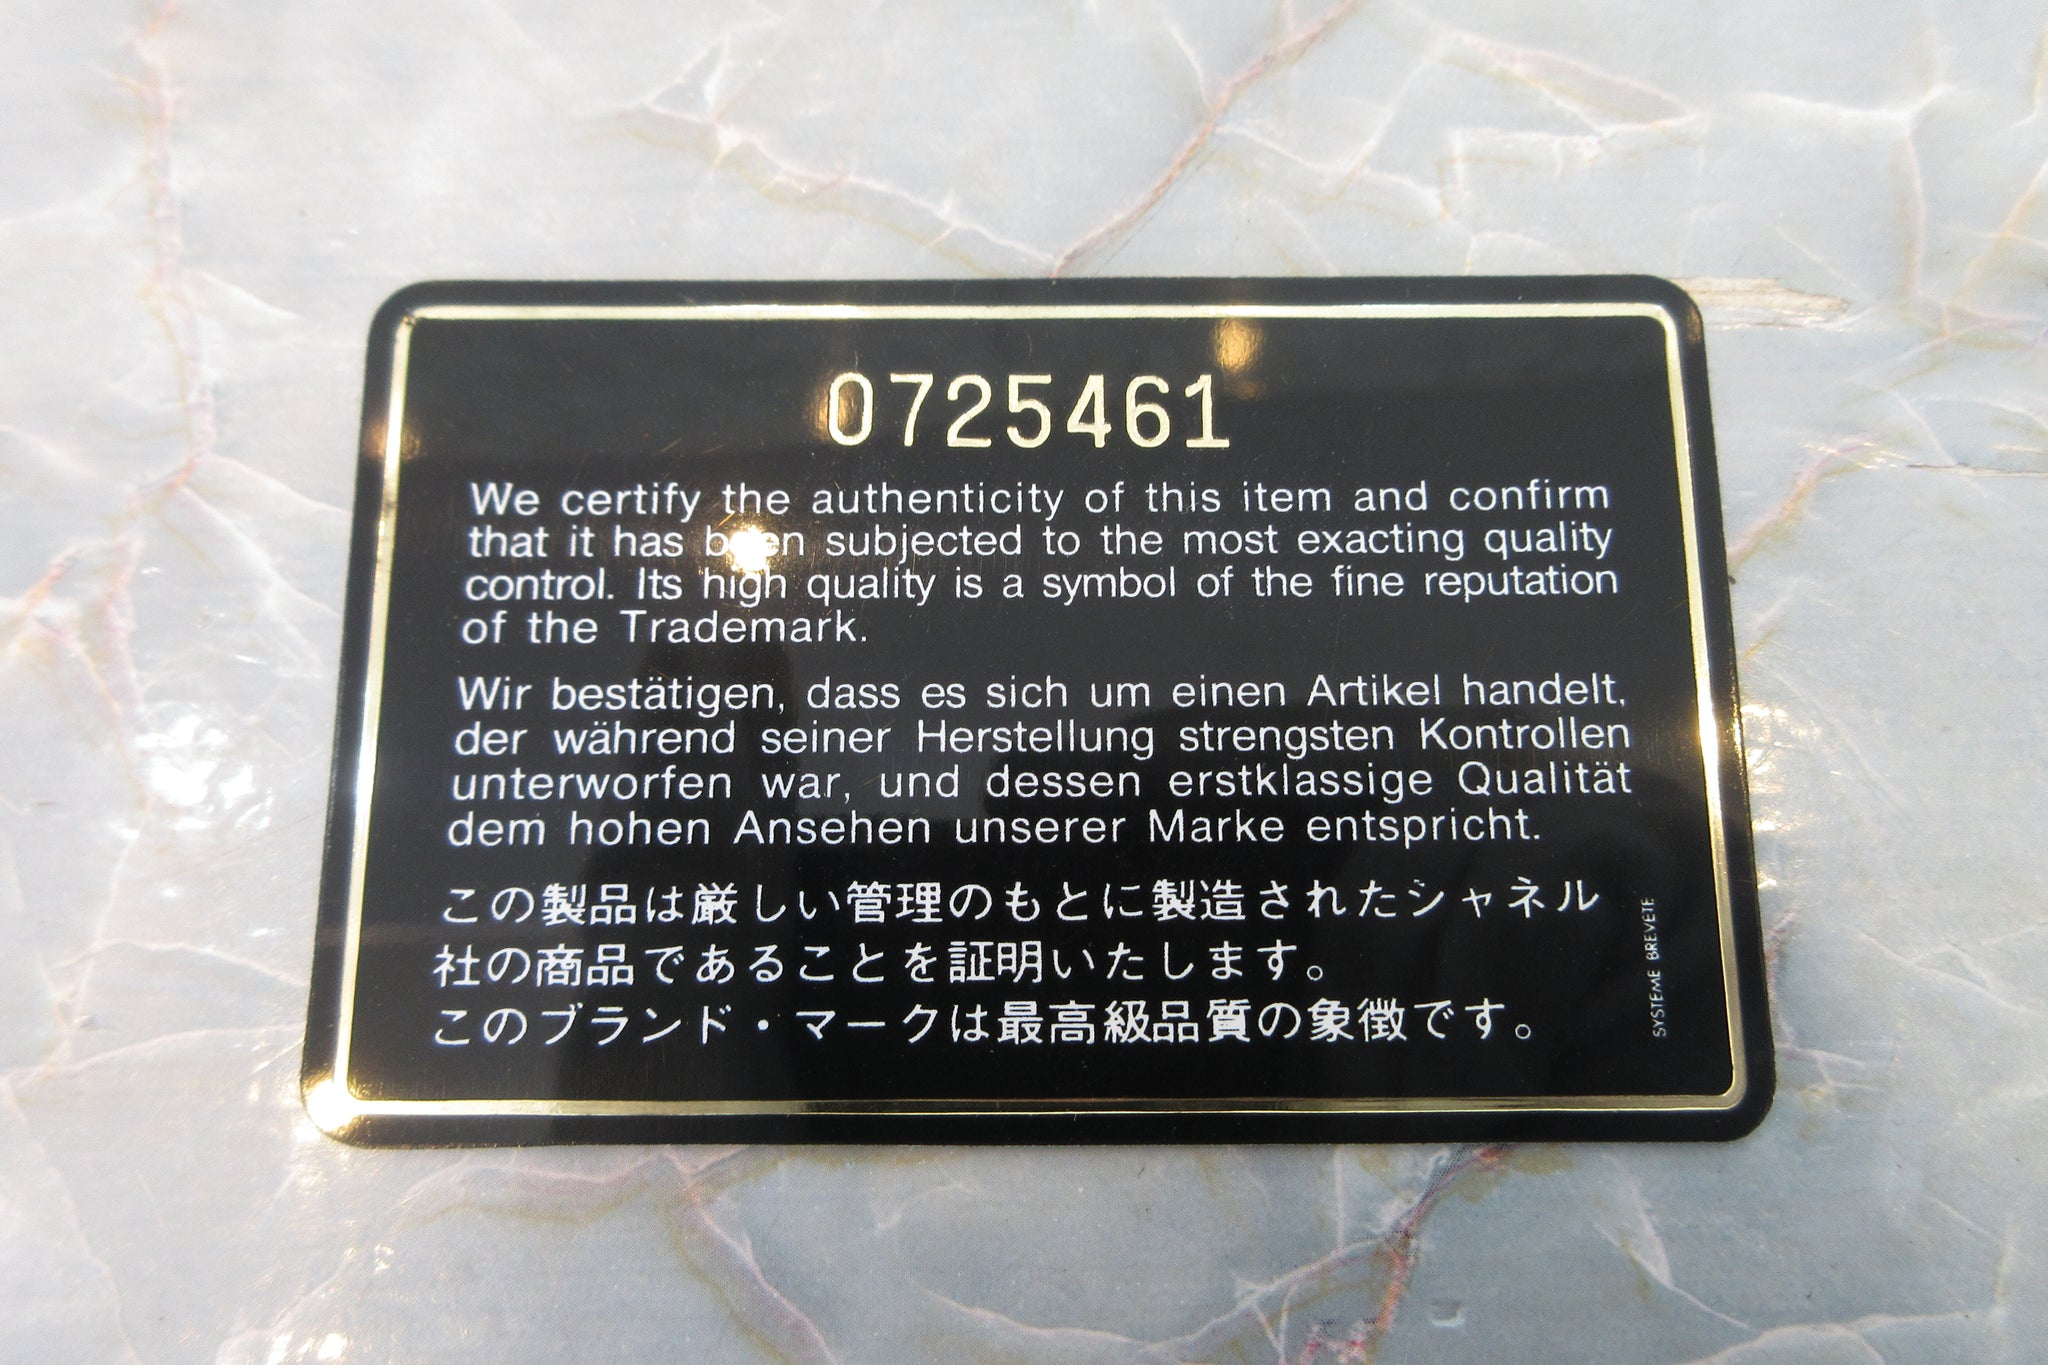 0725461
We certify the authenticity of this item and confirm
that it has been subjected to the most exacting quality
control. Its high quality is a symbol of the fine reputation
of the Trademark.
Wir bestätigen, dass es sich um einen Artikel handelt,
der während seiner Herstellung strengsten Kontrollen
unterworfen war, und dessen erstklassige Qualität
dem hohen Ansehen unserer Marke entspricht.
この製品は厳しい管理のもとに製造されたシャネル
社の商品であることを証明いたします。
このブランド・マークは最高級品質の象徴です。
SYSTEME BREVETE